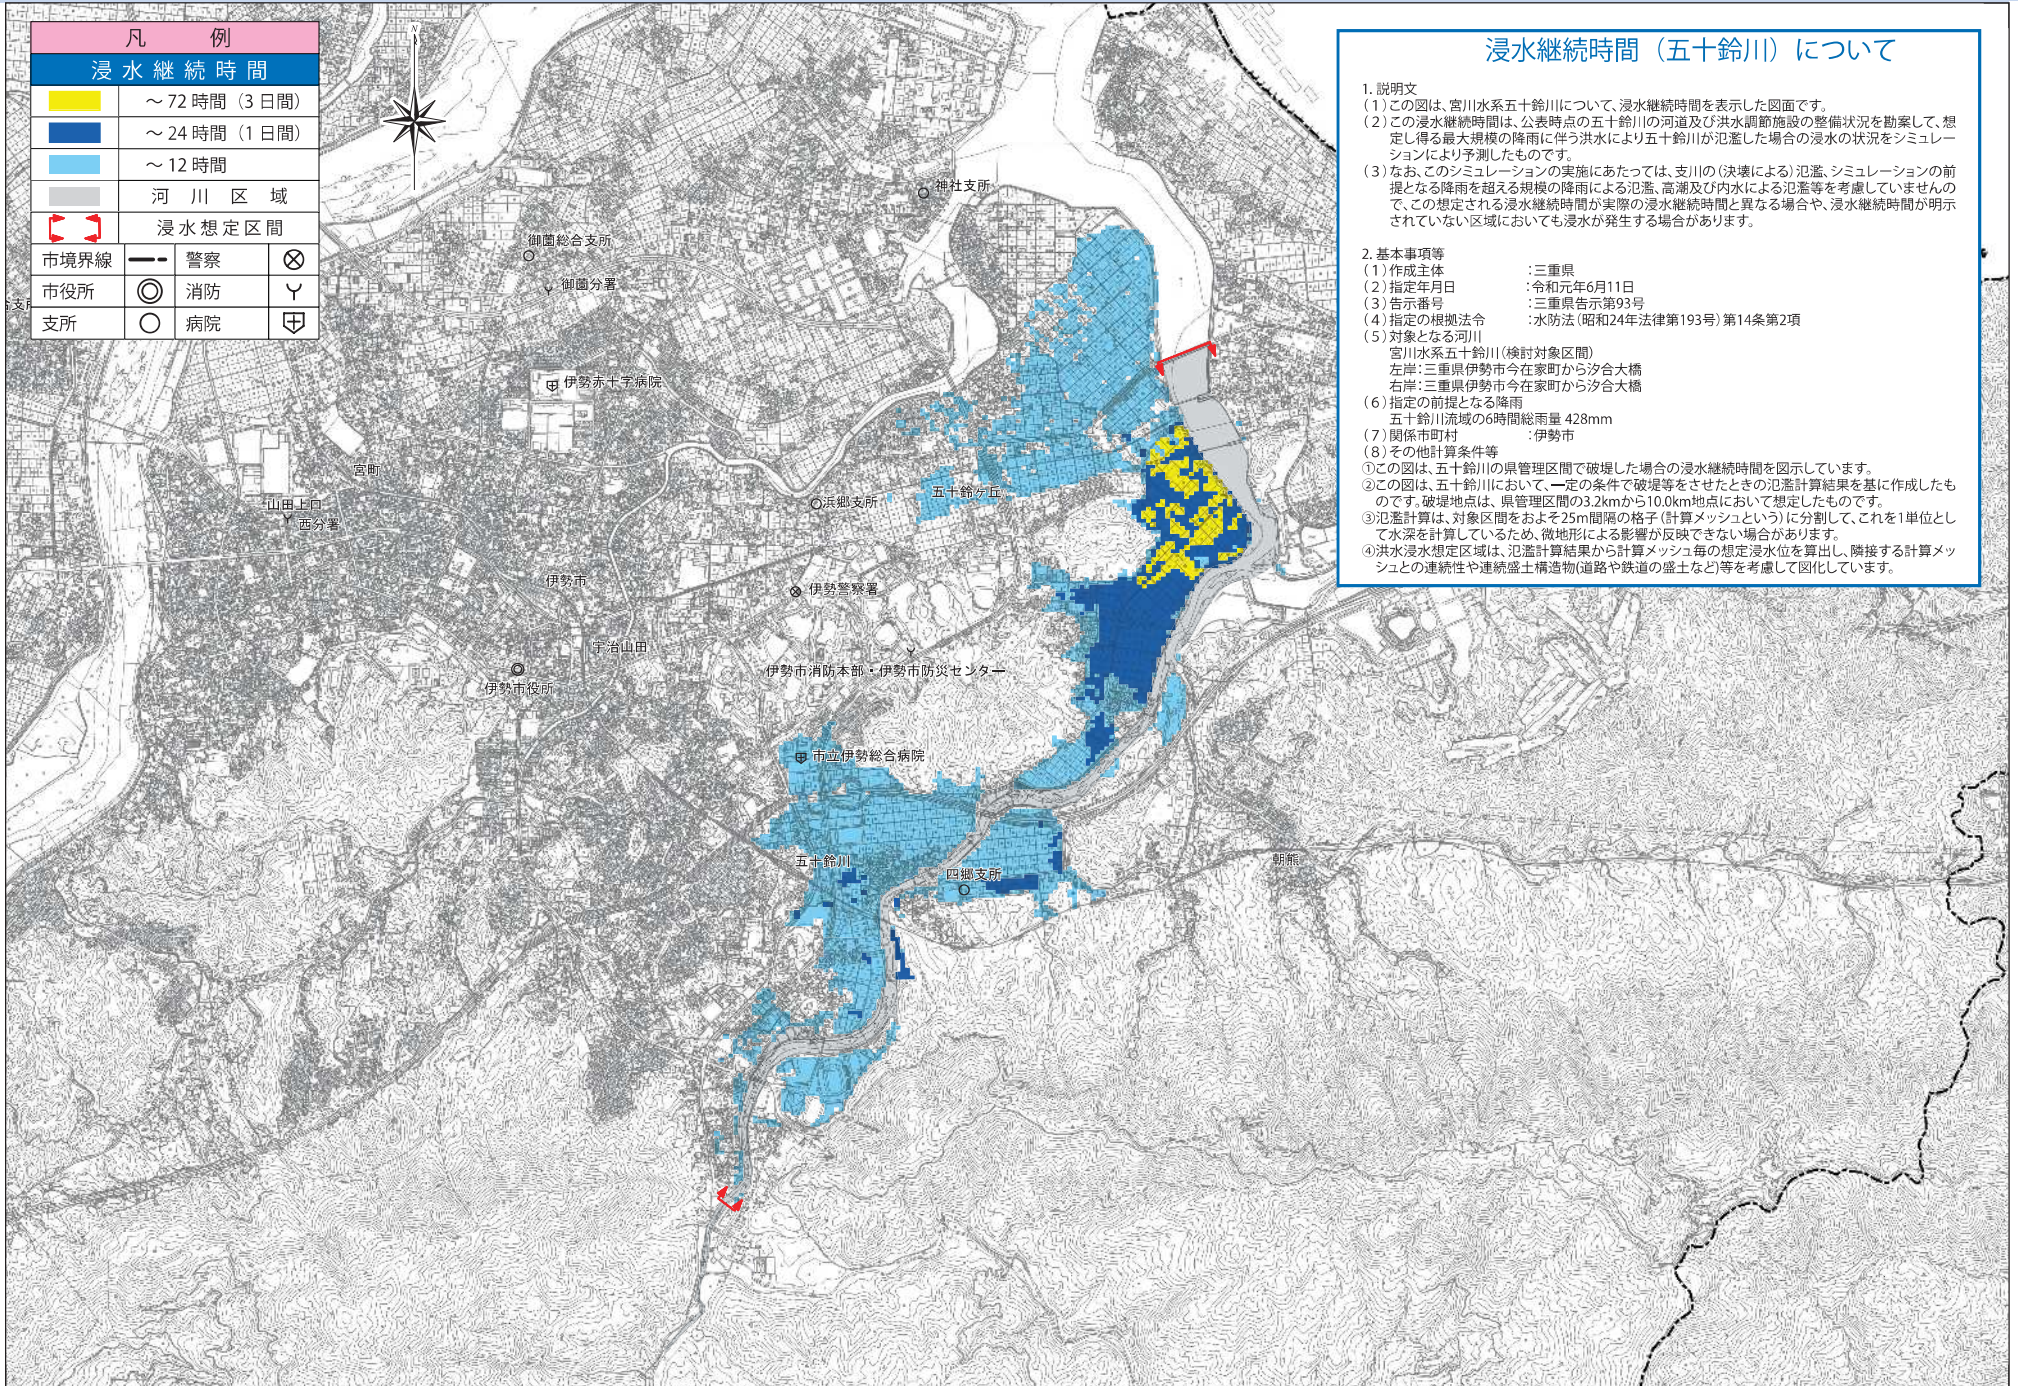 凡例
浸水継続時間
～72時間（3日間）
～24時間（1日間）
～12時間
河川区域
浸水想定区間
市境界線 警察
市役所 消防
支所 病院
N
浸水継続時間（五十鈴川）について
1. 説明文
(1)この図は、宮川水系五十鈴川について、浸水継続時間を表示した図面です。
(2)この浸水継続時間は、公表時点の五十鈴川の河道及び洪水調節施設の整備状況を勘案して、想
定し得る最大規模の降雨に伴う洪水により五十鈴川が氾濫した場合の浸水の状況をシミュレー
ションにより予測したものです。
(3)なお、このシミュレーションの実施にあたっては、支川の(決壊による)氾濫、シミュレーションの前
提となる降雨を超える規模の降雨による氾濫、高潮及び内水による氾濫等を考慮していませんの
で、この想定される浸水継続時間が実際の浸水継続時間と異なる場合や、浸水継続時間が明示
されていない区域においても浸水が発生する場合があります。
2. 基本事項等
(1)作成主体 :三重県
(2)指定年月日 :令和元年6月11日
(3)告示番号 :三重県告示第93号
(4)指定の根拠法令 :水防法(昭和24年法律第193号)第14条第2項
(5)対象となる河川
宮川水系五十鈴川(検討対象区間)
左岸:三重県伊勢市今在家町から汐合大橋
右岸:三重県伊勢市今在家町から汐合大橋
(6)指定の前提となる降雨
五十鈴川流域の6時間総雨量 428mm
(7)関係市町村 :伊勢市
(8)その他計算条件等
①この図は、五十鈴川の県管理区間で破堤した場合の浸水継続時間を図示しています。
②この図は、五十鈴川において、一定の条件で破堤等をさせたときの氾濫計算結果を基に作成したも
のです。破堤地点は、県管理区間の3.2kmから10.0km地点において想定したものです。
③氾濫計算は、対象区間をおよそ25m間隔の格子(計算メッシュという)に分割して、これを1単位とし
て水深を計算しているため、微地形による影響が反映できない場合があります。
④洪水浸水想定区域は、氾濫計算結果から計算メッシュ毎の想定浸水位を算出し、隣接する計算メッ
シュとの連続性や連続盛土構造物(道路や鉄道の盛土など)等を考慮して図化しています。
神社支所
御薗総合支所
御薗分署
支所
伊勢赤十字病院
宮町
山田上口
西分署
浜郷支所
五十鈴ケ丘
伊勢市
伊勢警察署
宇治山田
伊勢市消防本部・伊勢市防災センター
伊勢市役所
市立伊勢総合病院
五十鈴川
四郷支所
朝熊